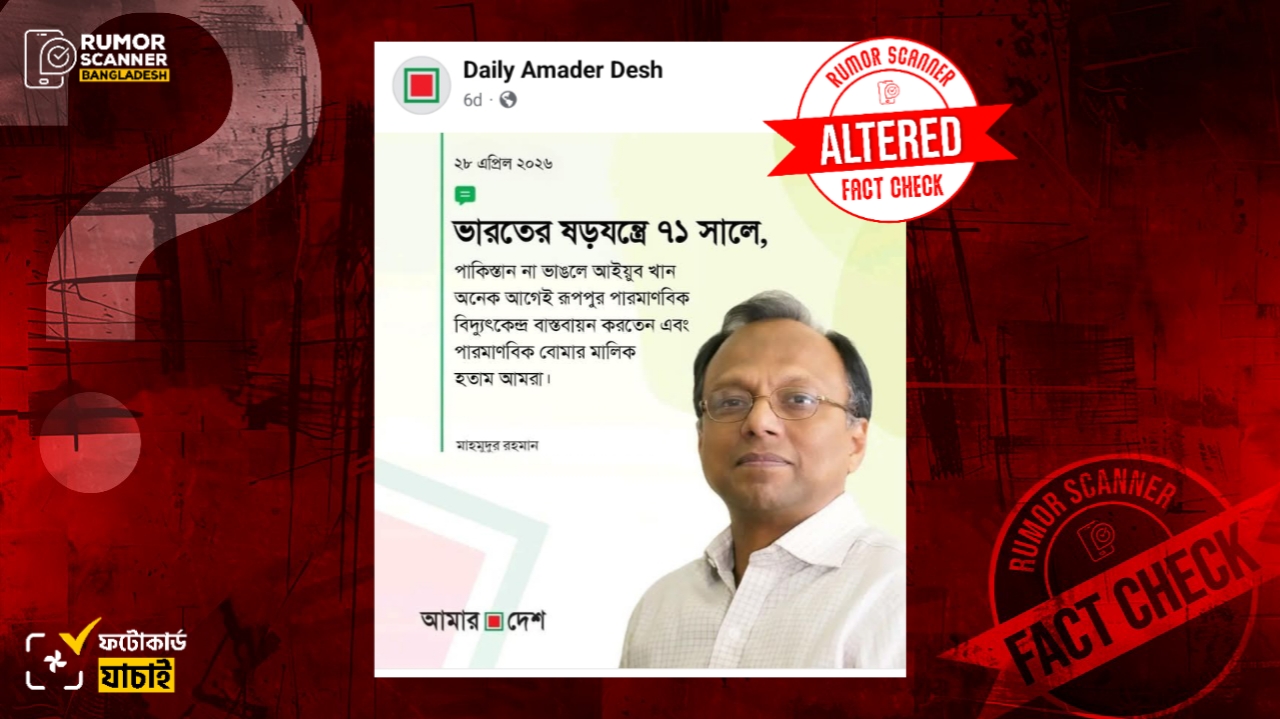 RUMOR
SCANNER
BANGLADESH
Daily Amader Desh
6d
RUMOR SCANNER
ALTERED
FACT CHECK
২৮ এপ্রিল ২০২৬
ভারতের ষড়যন্ত্রে ৭১ সালে,
পাকিস্তান না ভাঙলে আইয়ুব খান
অনেক আগেই রূপপুর পারমাণবিক
বিদ্যুৎকেন্দ্র বাস্তবায়ন করতেন এবং
পারমাণবিক বোমার মালিক
হতাম আমরা।
মাহমুদুর রহমান
আমার দেশ
ফটোকার্ড
যাচাই
RUMOR SCANNER
FACT CHECK